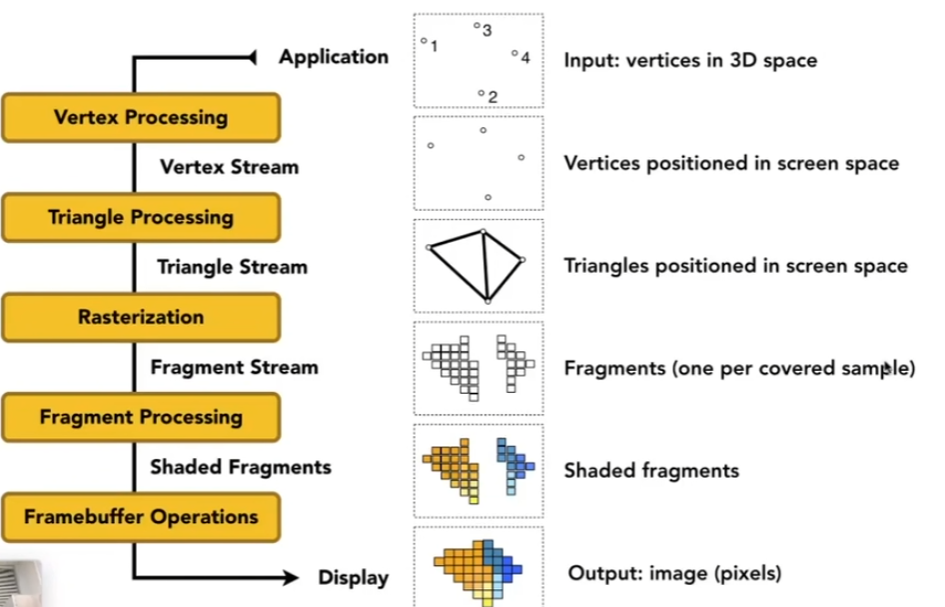 Application
Vertex Processing
Vertex Stream
Triangle Processing
Triangle Stream
Rasterization
Fragment Stream
Fragment Processing
Shaded Fragments
Framebuffer Operations
Display
1
3
4
2
Input: vertices in 3D space
Vertices positioned in screen space
Triangles positioned in screen space
Fragments (one per covered sample)
Shaded fragments
Output: image (pixels)